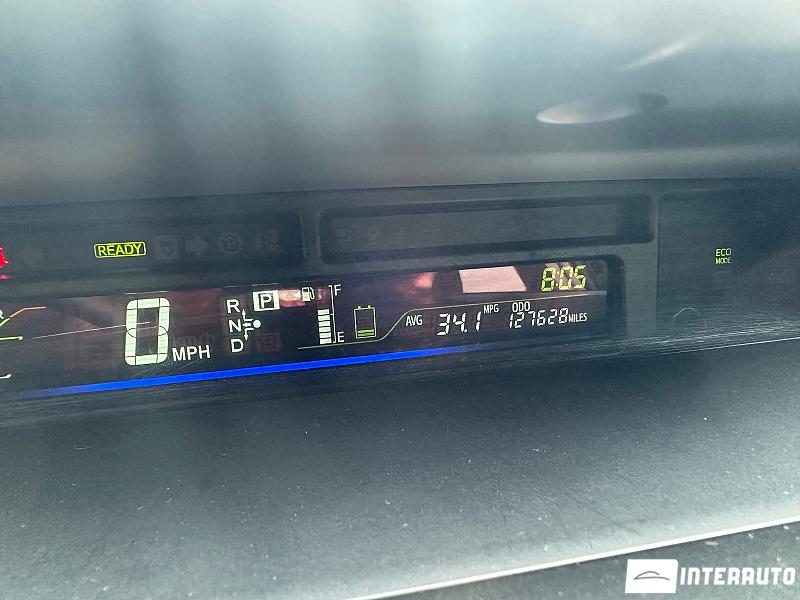 READY
ECO
MODE
8:05
0 MPH
R
N
D
P
F
E
AVG 34.1 MPG
ODO
127628 MILES
INTERAUTO